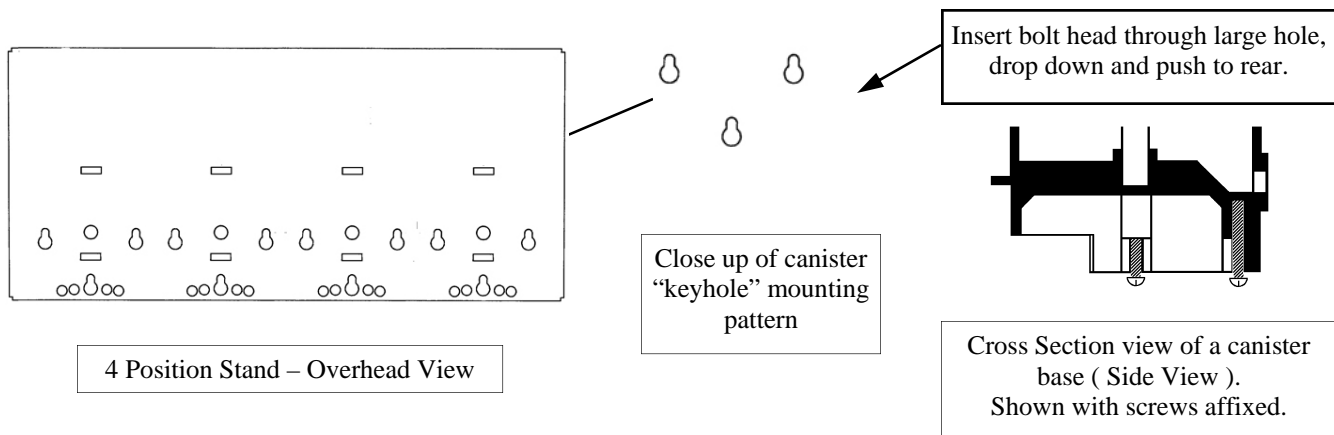 Insert bolt head through large hole,
drop down and push to rear.
Close up of canister
“keyhole” mounting
pattern
4 Position Stand – Overhead View
Cross Section view of a canister
base ( Side View ).
Shown with screws affixed.